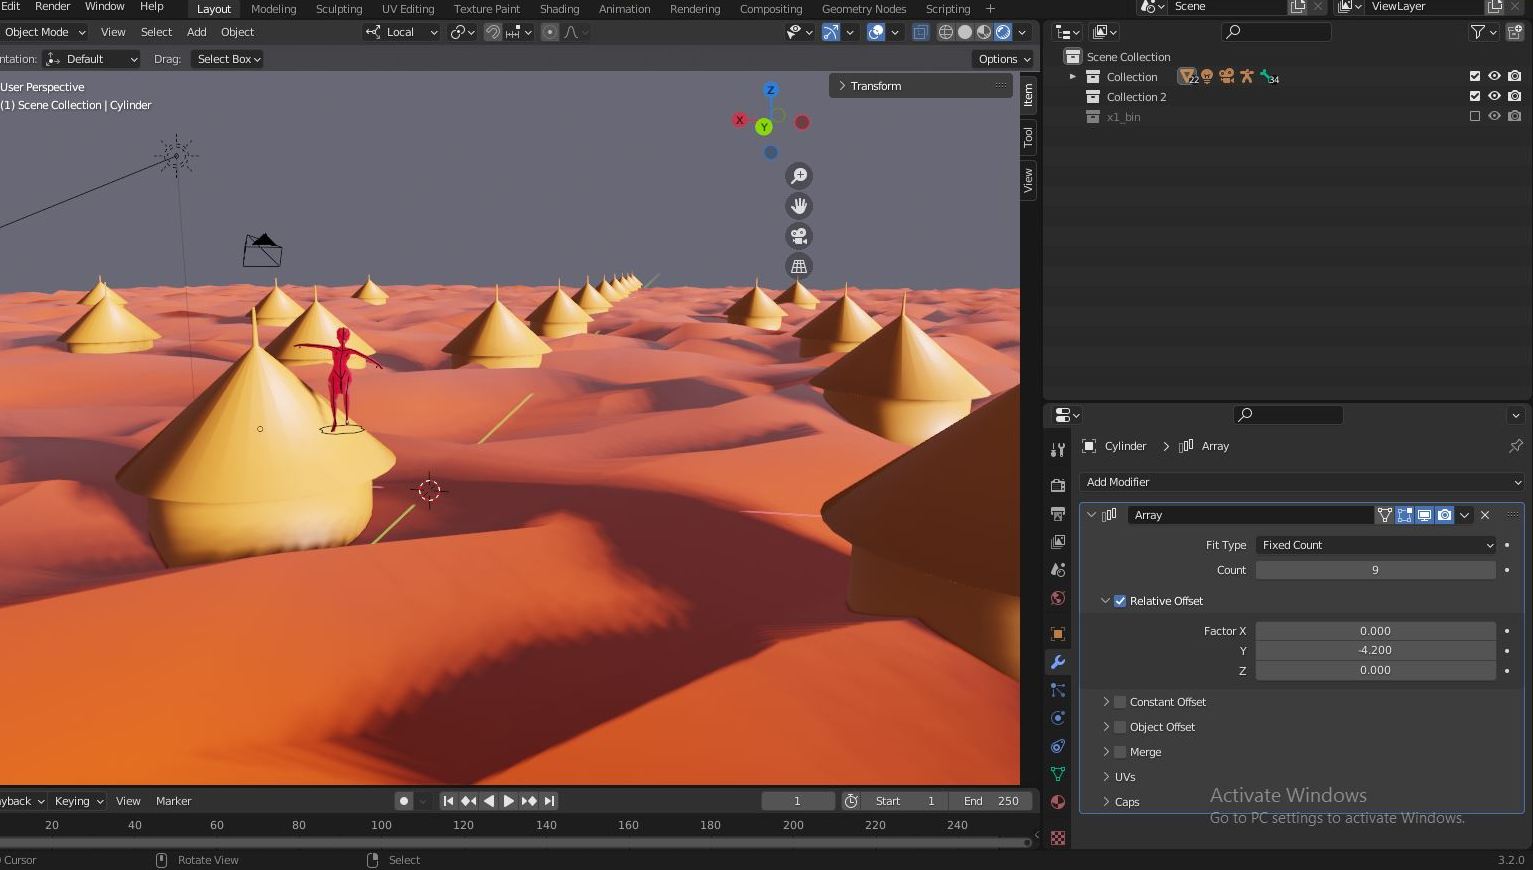 Edit Render Window Help Layout Modeling Sculpting UV Editing Texture Paint Shading Animation Rendering Compositing Geometry Nodes Scripting + Scene ViewLayer
Object Mode View Select Add Object Local
ntation: Default Drag: Select Box Options
User Perspective
(1) Scene Collection | Cylinder
Transform
Z
X
Y
Item
Tool
View
Scene Collection
Collection 22 34
Collection 2
x1_bin
Cylinder > Array
Add Modifier
Array
Fit Type Fixed Count
Count 9
Relative Offset
Factor X 0.000
Y -4.200
Z 0.000
Constant Offset
Object Offset
Merge
UVs
Caps
Activate Windows
Go to PC settings to activate Windows.
yback Keying View Marker 1 Start 1 End 250
20 40 60 80 100 120 140 160 180 200 220 240
Cursor Rotate View Select 3.2.0